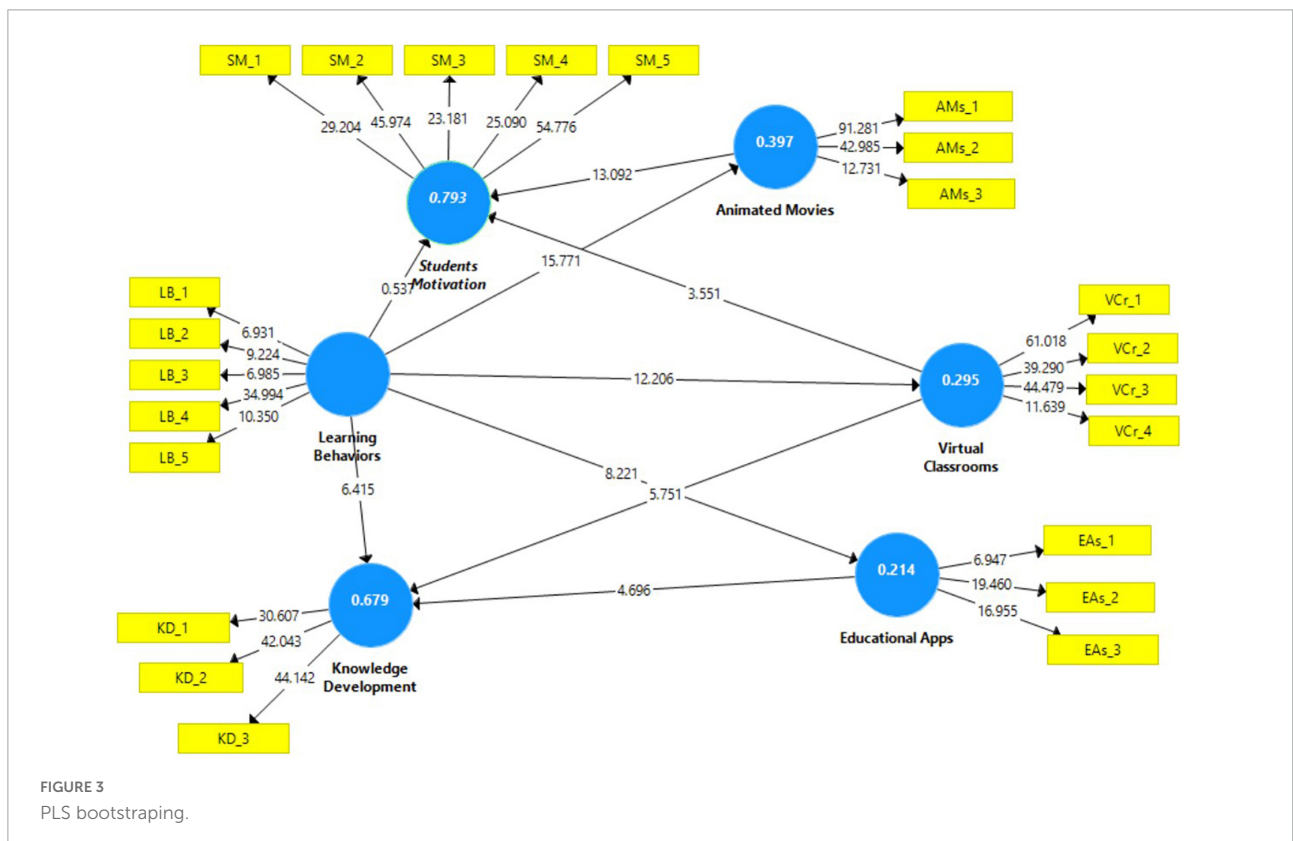 SM_1
SM_2
SM_3
SM_4
SM_5
29.204
45.974
23.181
25.090
54.776
0.793
Students
Motivation
0.397
Animated Movies
91.281
42.985
12.731
AMs_1
AMs_2
AMs_3
13.092
15.771
0.537
3.551
LB_1
LB_2
LB_3
LB_4
LB_5
6.931
9.224
6.985
34.994
10.350
Learning
Behaviors
12.206
0.295
Virtual
Classrooms
61.018
39.290
44.479
11.639
VCr_1
VCr_2
VCr_3
VCr_4
6.415
8.221
5.751
4.696
0.214
Educational Apps
6.947
19.460
16.955
EAs_1
EAs_2
EAs_3
0.679
Knowledge
Development
30.607
42.043
44.142
KD_1
KD_2
KD_3
FIGURE 3
PLS bootstraping.